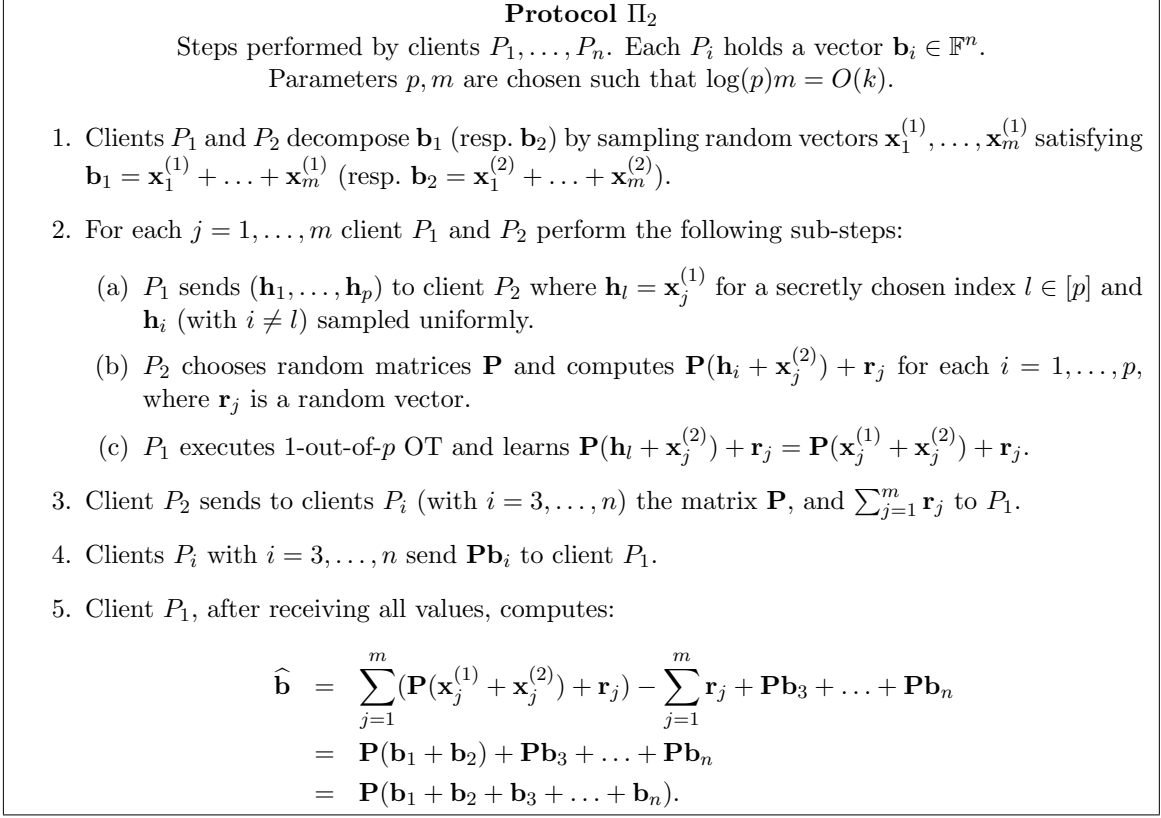 Protocol Π₂
Steps performed by clients P₁, . . . , Pₙ. Each Pᵢ holds a vector bᵢ ∈ 𝔽ⁿ.
Parameters p, m are chosen such that log(p)m = O(k).
1. Clients P₁ and P₂ decompose b₁ (resp. b₂) by sampling random vectors x₁^{(1)}, . . . , xₘ^{(1)} satisfying
b₁ = x₁^{(1)} + . . . + xₘ^{(1)} (resp. b₂ = x₁^{(2)} + . . . + xₘ^{(2)}).
2. For each j = 1, . . . , m client P₁ and P₂ perform the following sub-steps:
(a) P₁ sends (h₁, . . . , hₚ) to client P₂ where hₗ = xⱼ^{(1)} for a secretly chosen index l ∈ [p] and
hᵢ (with i ≠ l) sampled uniformly.
(b) P₂ chooses random matrices P and computes P(hᵢ + xⱼ^{(2)}) + rⱼ for each i = 1, . . . , p,
where rⱼ is a random vector.
(c) P₁ executes 1-out-of-p OT and learns P(hₗ + xⱼ^{(2)}) + rⱼ = P(xⱼ^{(1)} + xⱼ^{(2)}) + rⱼ.
3. Client P₂ sends to clients Pᵢ (with i = 3, . . . , n) the matrix P, and ∑_{j=1}^{m} rⱼ to P₁.
4. Clients Pᵢ with i = 3, . . . , n send Pbᵢ to client P₁.
5. Client P₁, after receiving all values, computes:
b̂ = ∑_{j=1}^{m} (P(xⱼ^{(1)} + xⱼ^{(2)}) + rⱼ) − ∑_{j=1}^{m} rⱼ + Pb₃ + . . . + Pbₙ
= P(b₁ + b₂) + Pb₃ + . . . + Pbₙ
= P(b₁ + b₂ + b₃ + . . . + bₙ).